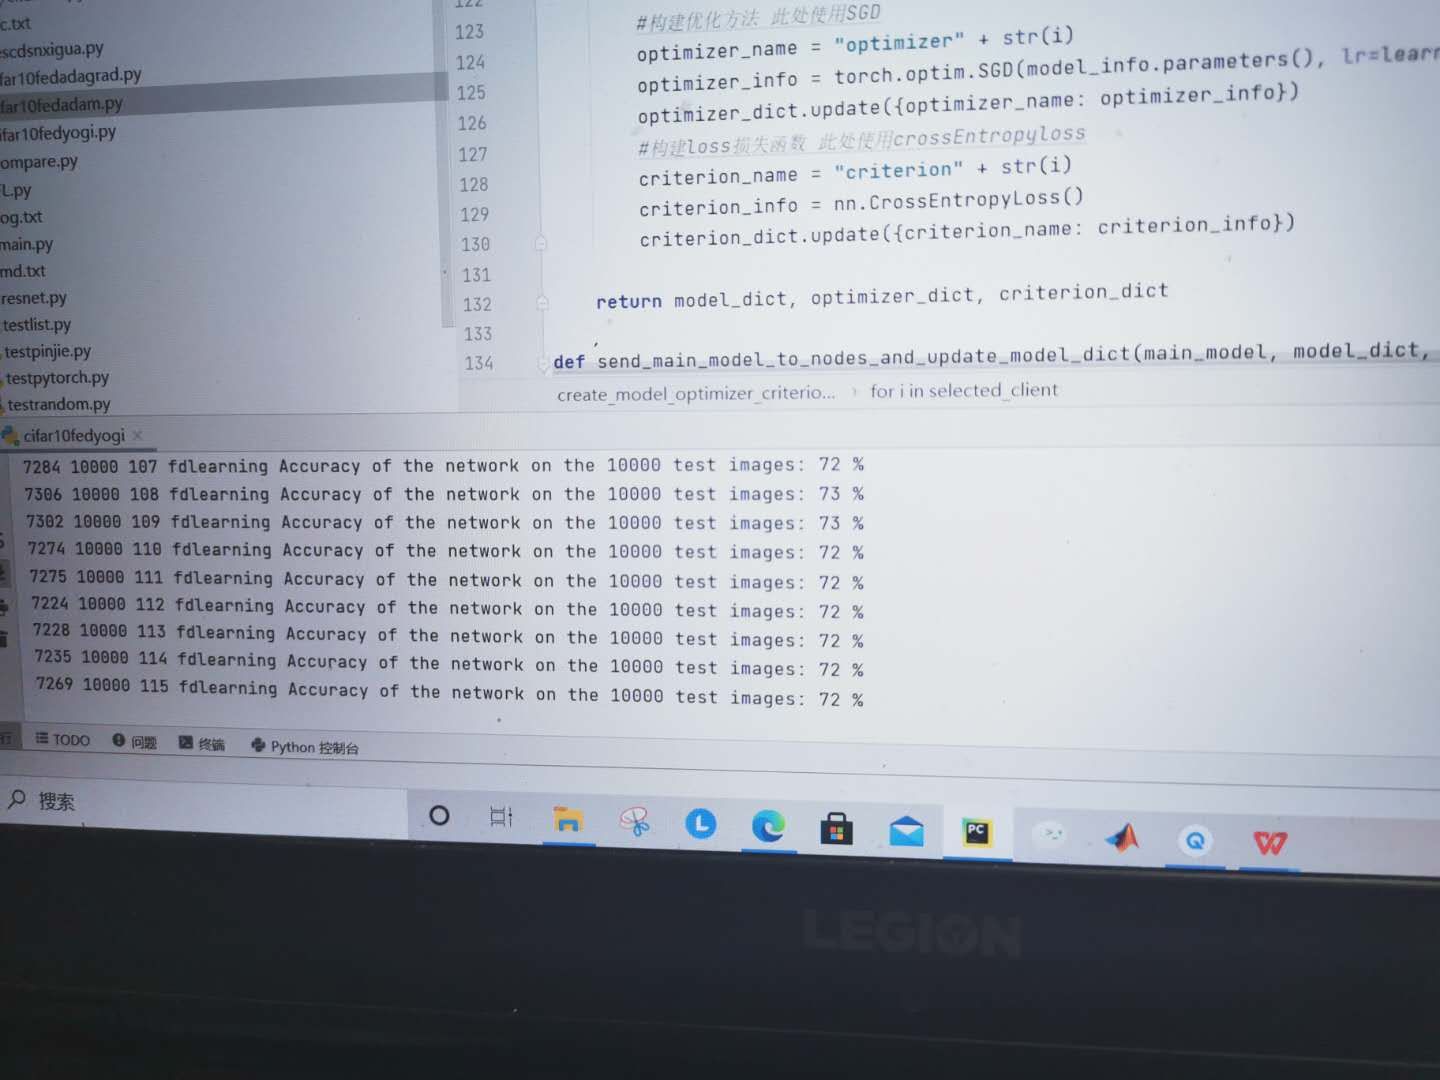 c.txt
scdsnxigua.py
far10fedadagrad.py
far10fedadam.py
ifar10fedyogi.py
ompare.py
L.py
og.txt
main.py
md.txt
resnet.py
testlist.py
testpinjie.py
testpytorch.py
testrandom.py
122
123 #构建优化方法 此处使用SGD
124 optimizer_name = "optimizer" + str(i)
125 optimizer_info = torch.optim.SGD(model_info.parameters(), lr=learn
126 optimizer_dict.update({optimizer_name: optimizer_info})
127 #构建loss损失函数 此处使用crossEntropyloss
128 criterion_name = "criterion" + str(i)
129 criterion_info = nn.CrossEntropyLoss()
130 criterion_dict.update({criterion_name: criterion_info})
131
132 return model_dict, optimizer_dict, criterion_dict
133
134 def send_main_model_to_nodes_and_update_model_dict(main_model, model_dict,
create_model_optimizer_criterio... › for i in selected_client
cifar10fedyogi ×
7284 10000 107 fdlearning Accuracy of the network on the 10000 test images: 72 %
7306 10000 108 fdlearning Accuracy of the network on the 10000 test images: 73 %
7302 10000 109 fdlearning Accuracy of the network on the 10000 test images: 73 %
7274 10000 110 fdlearning Accuracy of the network on the 10000 test images: 72 %
7275 10000 111 fdlearning Accuracy of the network on the 10000 test images: 72 %
7224 10000 112 fdlearning Accuracy of the network on the 10000 test images: 72 %
7228 10000 113 fdlearning Accuracy of the network on the 10000 test images: 72 %
7235 10000 114 fdlearning Accuracy of the network on the 10000 test images: 72 %
7269 10000 115 fdlearning Accuracy of the network on the 10000 test images: 72 %
行 TODO 问题 终端 Python 控制台
搜索
PC
LEGION